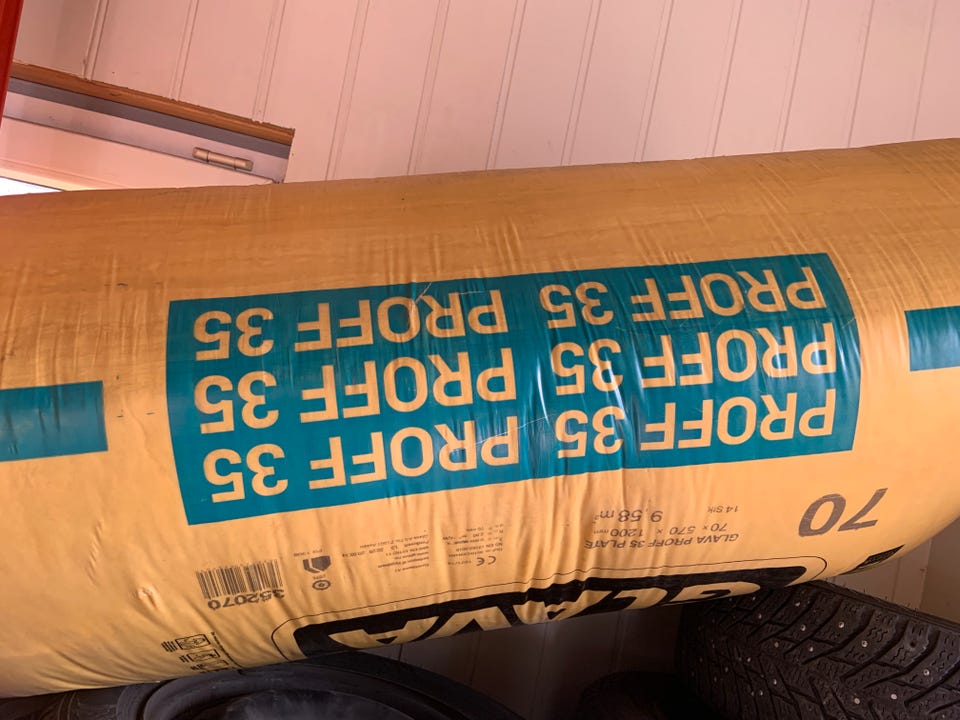 GLAVA
70
GLAVA PROFF 35 PLATE
70 x 570 x 1200 mm
9,58 m²
14 Stk
CE
352070
PROFF 35 PROFF 35
PROFF 35 PROFF 35
PROFF 35 PROFF 35